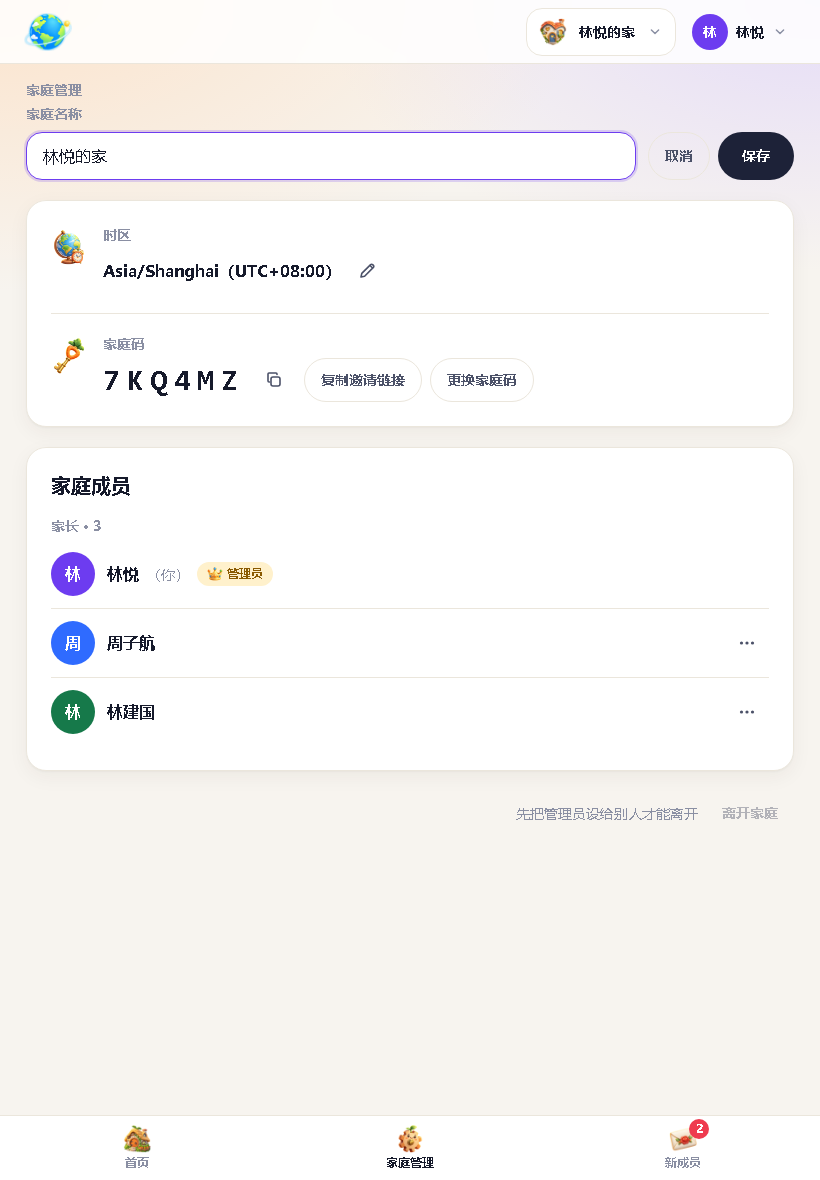 林悦的家
林 林悦
家庭管理
家庭名称
林悦的家
取消
保存
时区
Asia/Shanghai（UTC+08:00）
家庭码
7KQ4MZ
复制邀请链接
更换家庭码
家庭成员
家长 • 3
林 林悦 （你） 管理员
周 周子航
林 林建国
先把管理员设给别人才能离开 离开家庭
2
首页
家庭管理
新成员